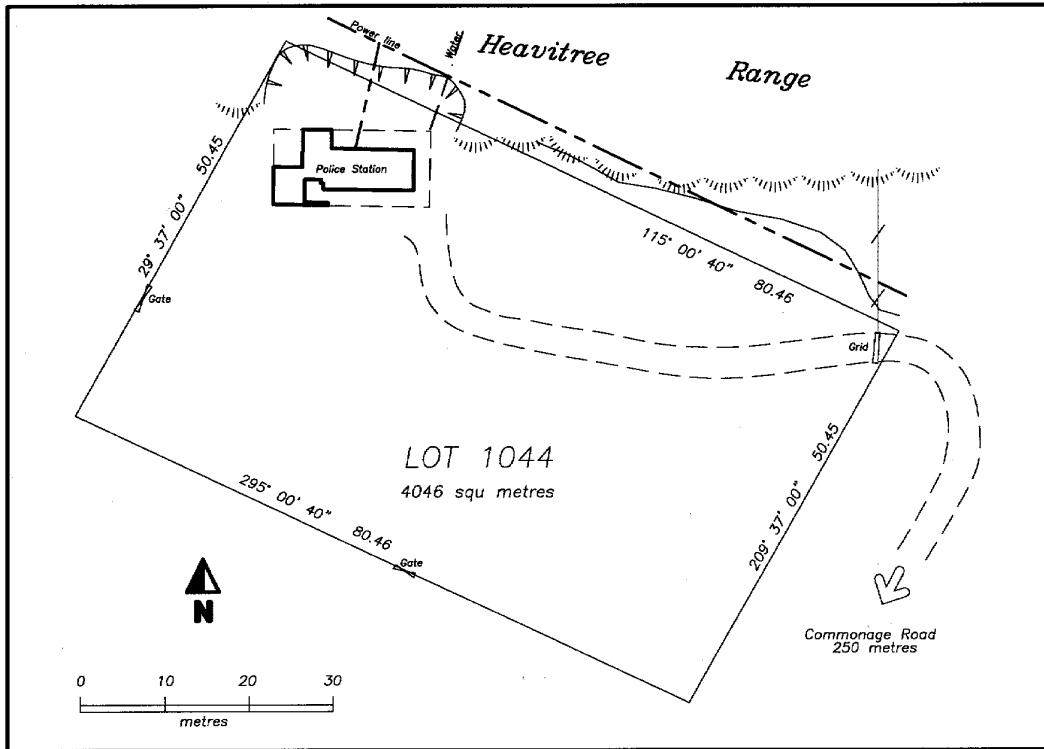 Power line
Water
Heavitree Range
Police Station
29° 37' 00" 50.45
Gate
115° 00' 40" 80.46
Grid
LOT 1044
4046 squ metres
209° 37' 00" 50.45
295° 00' 40" 80.46
Gate
N
Commonage Road
250 metres
0 10 20 30
metres